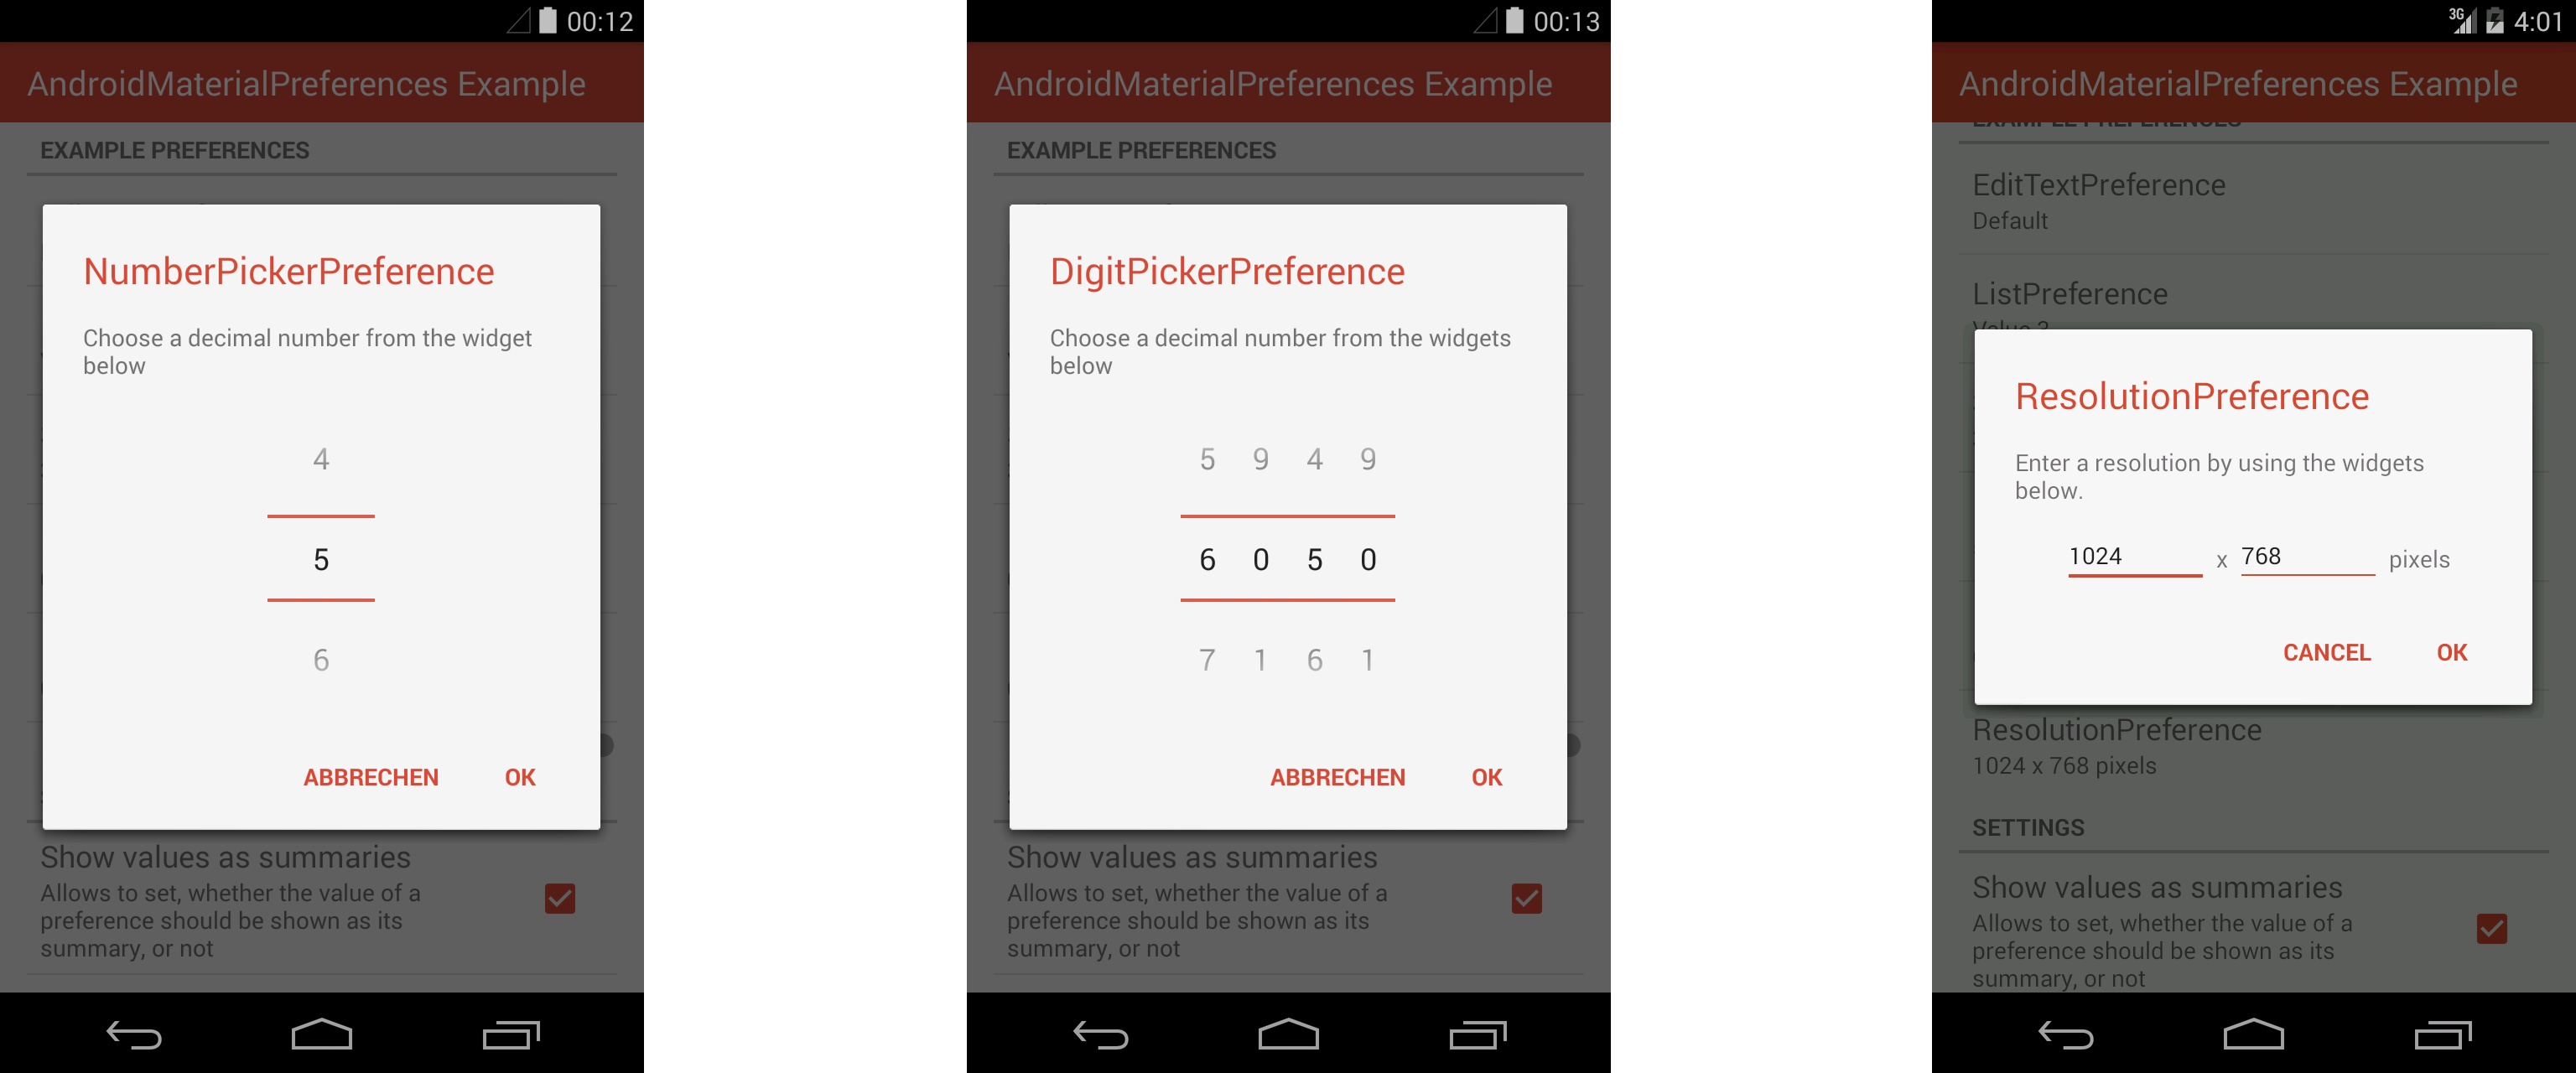 00:12
AndroidMaterialPreferences Example
EXAMPLE PREFERENCES
NumberPickerPreference
Choose a decimal number from the widget
below
4
5
6
ABBRECHEN OK
Show values as summaries
Allows to set, whether the value of a
preference should be shown as its
summary, or not
00:13
AndroidMaterialPreferences Example
EXAMPLE PREFERENCES
DigitPickerPreference
Choose a decimal number from the widgets
below
5 9 4 9
6 0 5 0
7 1 6 1
ABBRECHEN OK
Show values as summaries
Allows to set, whether the value of a
preference should be shown as its
summary, or not
3G 4:01
AndroidMaterialPreferences Example
EXAMPLE PREFERENCES
EditTextPreference
Default
ListPreference
Value 3
ResolutionPreference
Enter a resolution by using the widgets
below.
1024 x 768 pixels
CANCEL OK
ResolutionPreference
1024 x 768 pixels
SETTINGS
Show values as summaries
Allows to set, whether the value of a
preference should be shown as its
summary, or not